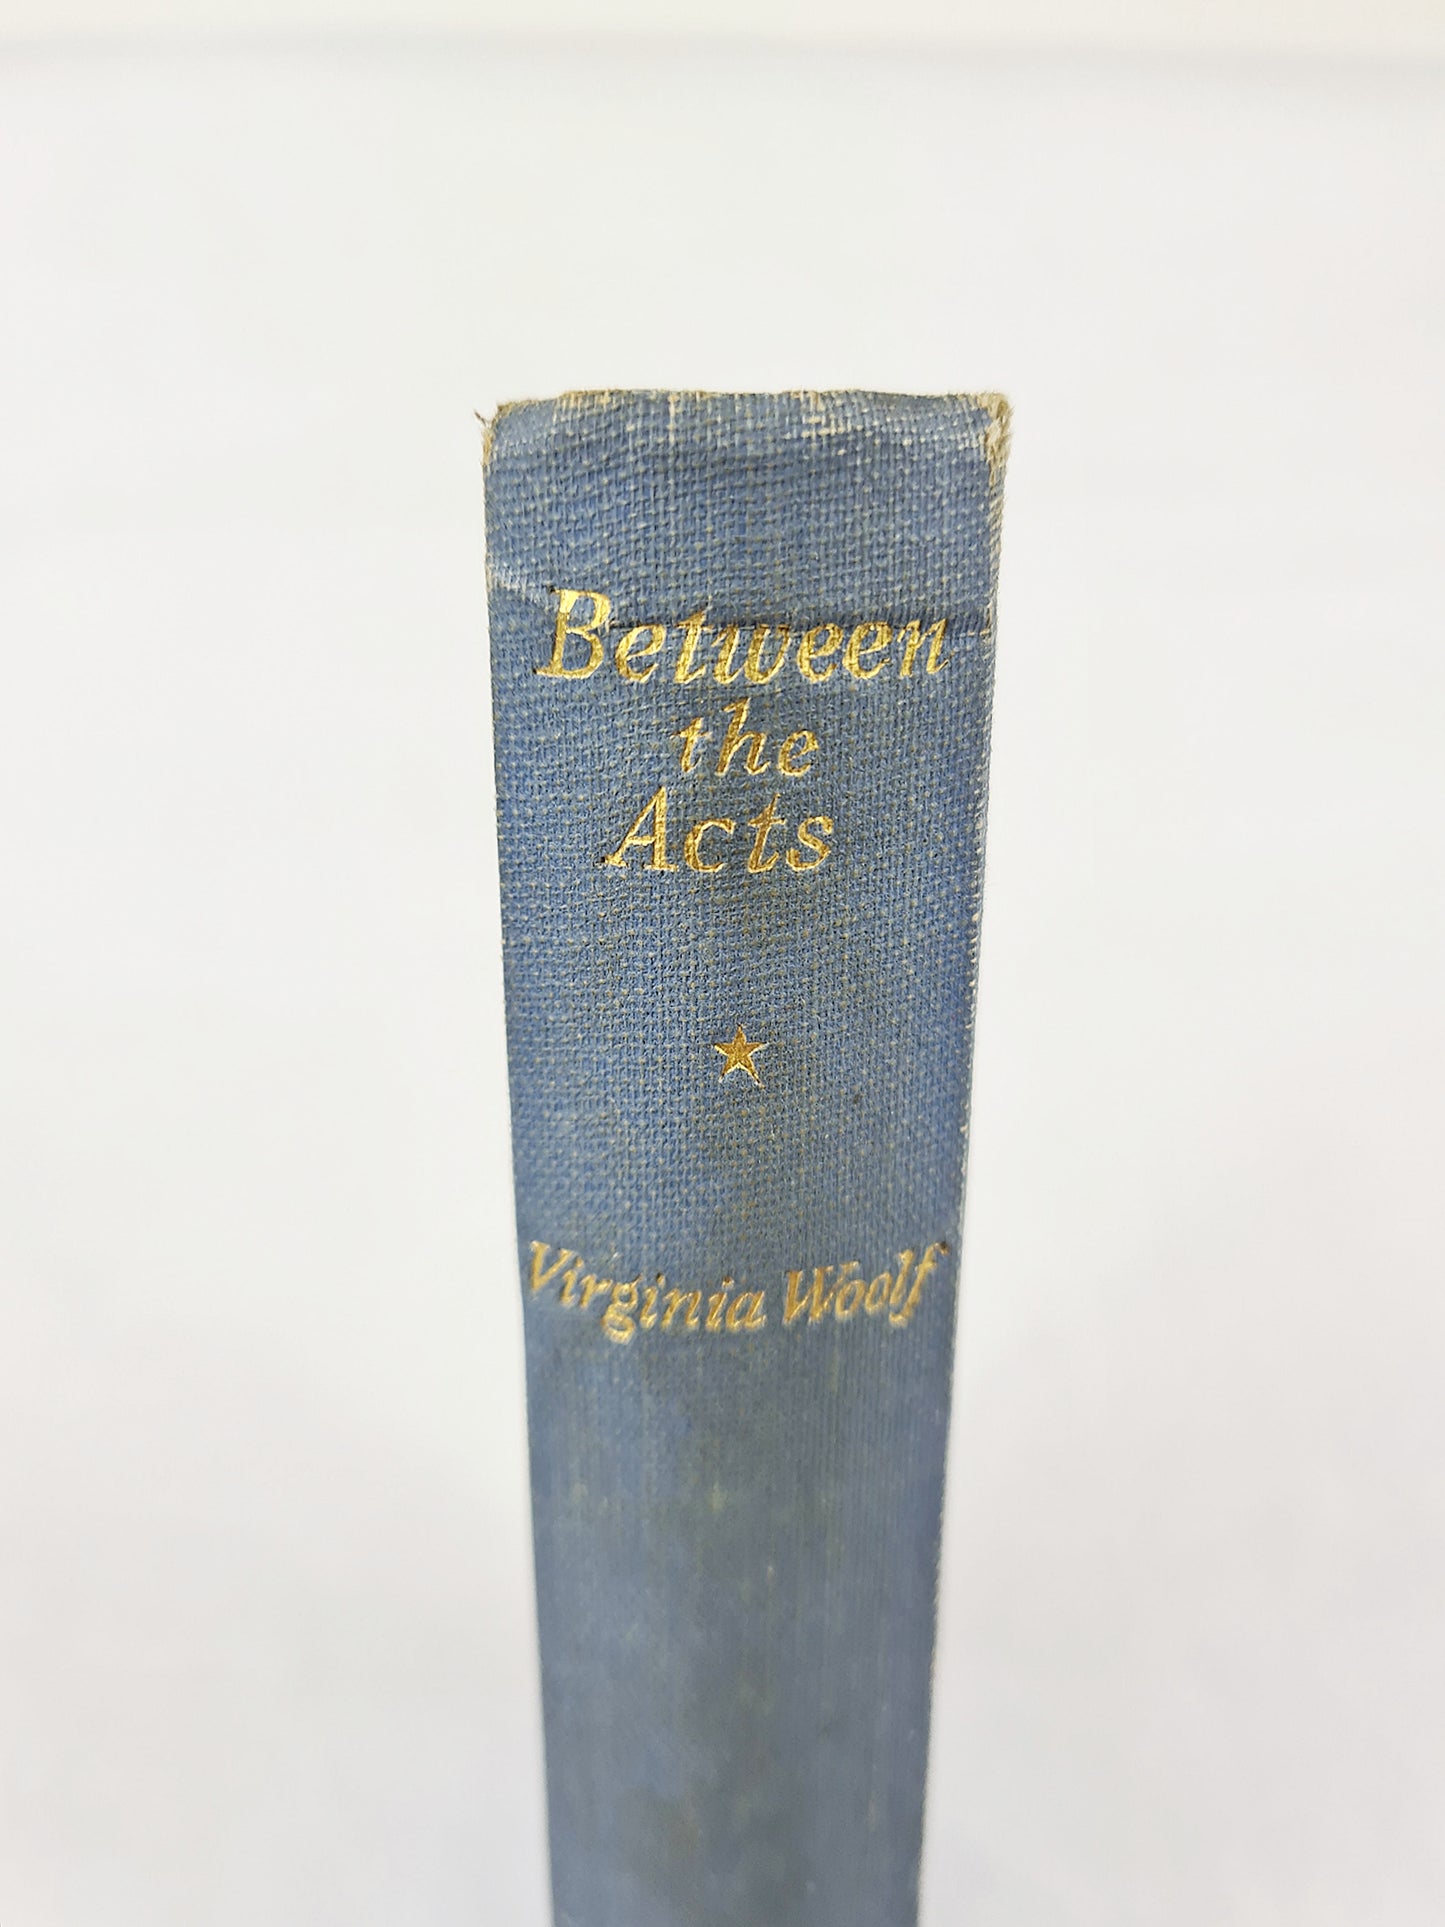 Between
the
Acts
Virginia Woolf